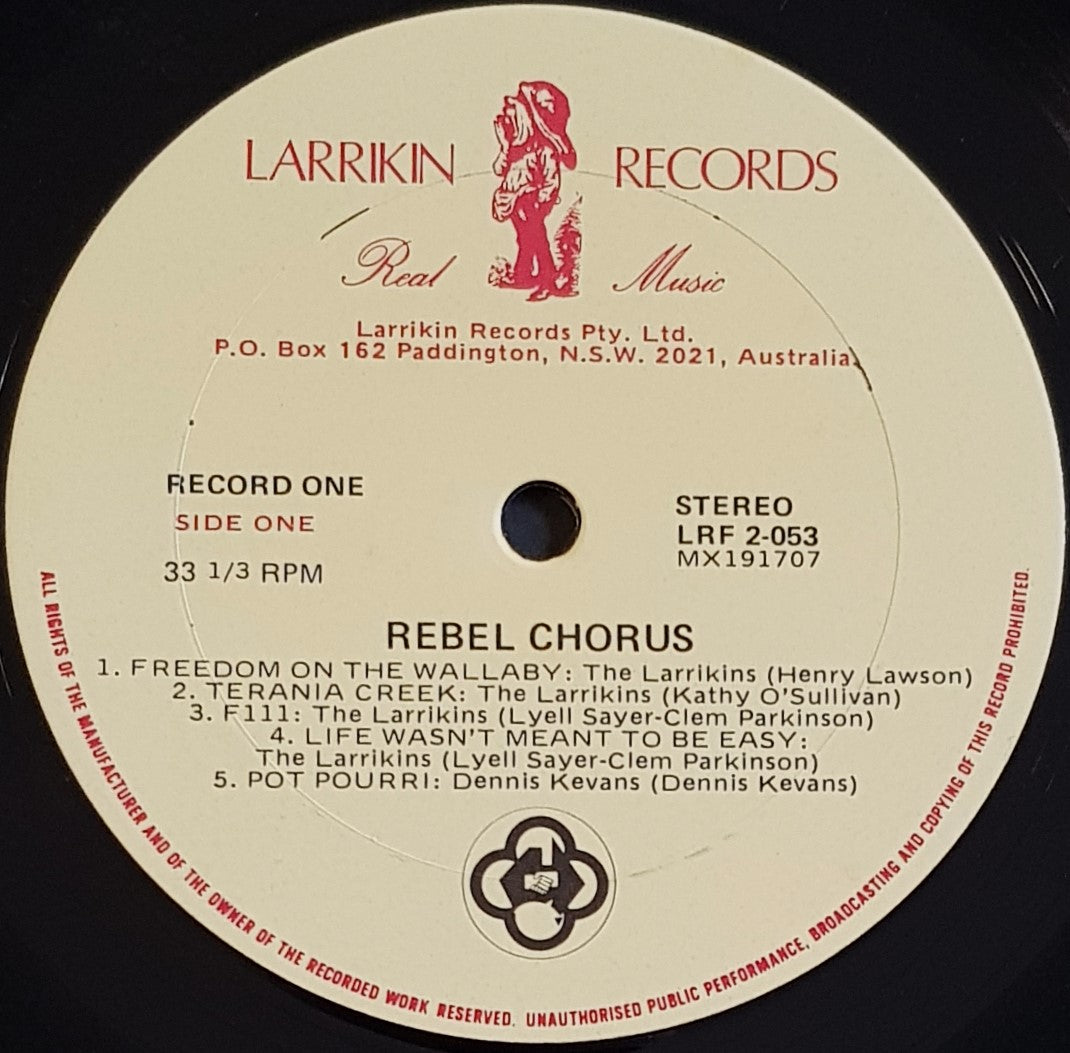 LARRIKIN RECORDS
Real Music
Larrikin Records Pty. Ltd.
P.O. Box 162 Paddington, N.S.W. 2021, Australia.
RECORD ONE
SIDE ONE
33 1/3 RPM
STEREO
LRF 2-053
MX191707
REBEL CHORUS
1. FREEDOM ON THE WALLABY: The Larrikins (Henry Lawson)
2. TERANIA CREEK: The Larrikins (Kathy O'Sullivan)
3. F111: The Larrikins (Lyell Sayer-Clem Parkinson)
4. LIFE WASN'T MEANT TO BE EASY:
The Larrikins (Lyell Sayer-Clem Parkinson)
5. POT POURRI: Dennis Kevans (Dennis Kevans)
ALL RIGHTS OF THE MANUFACTURER AND OF THE OWNER OF THE RECORDED WORK RESERVED. UNAUTHORISED PUBLIC PERFORMANCE, BROADCASTING AND COPYING OF THIS RECORD PROHIBITED.